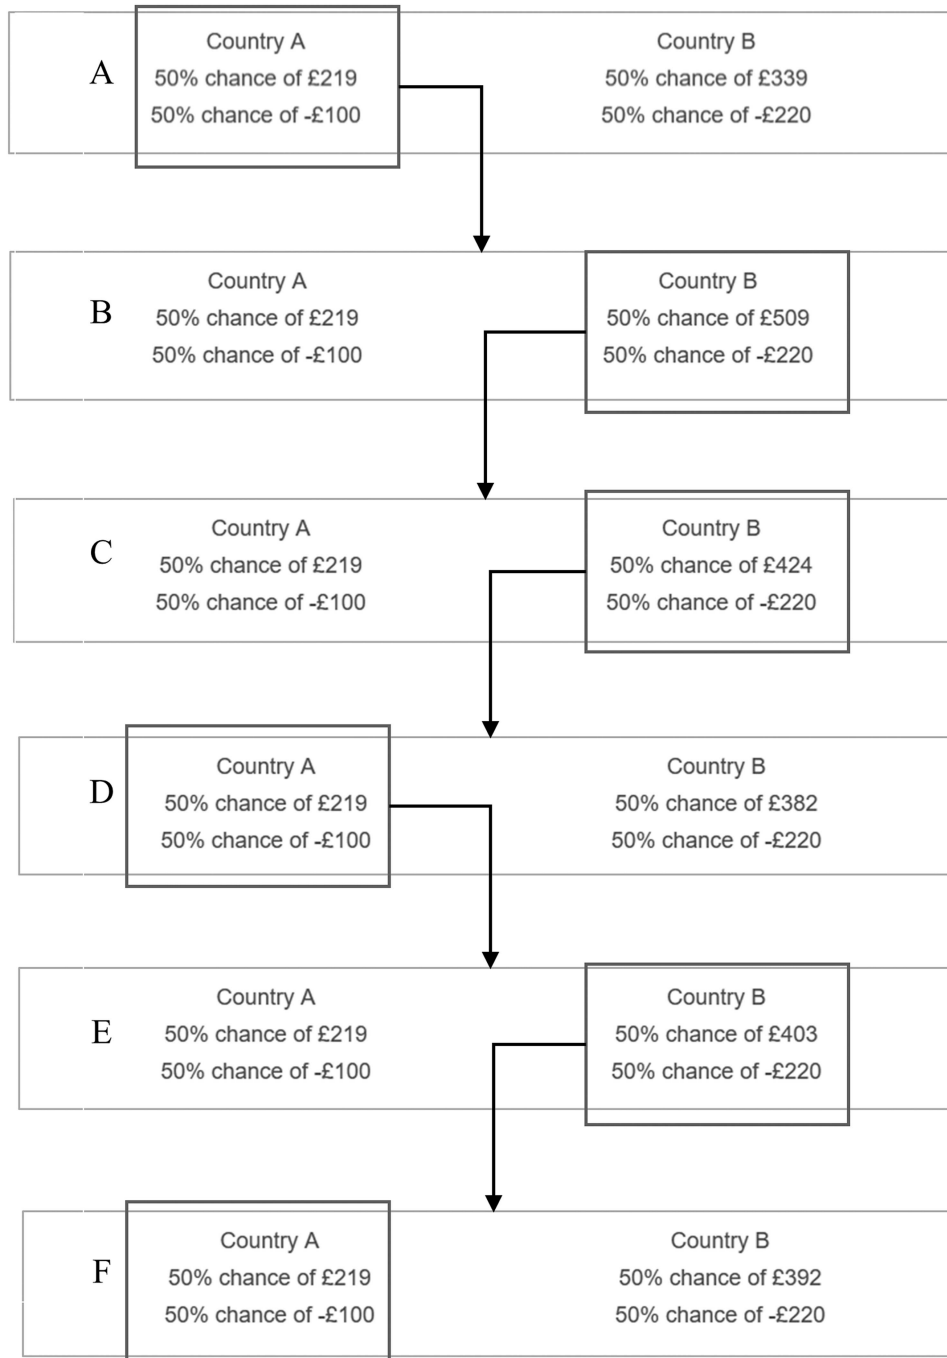 A
Country A
50% chance of £219
50% chance of -£100
Country B
50% chance of £339
50% chance of -£220
B
Country A
50% chance of £219
50% chance of -£100
Country B
50% chance of £509
50% chance of -£220
C
Country A
50% chance of £219
50% chance of -£100
Country B
50% chance of £424
50% chance of -£220
D
Country A
50% chance of £219
50% chance of -£100
Country B
50% chance of £382
50% chance of -£220
E
Country A
50% chance of £219
50% chance of -£100
Country B
50% chance of £403
50% chance of -£220
F
Country A
50% chance of £219
50% chance of -£100
Country B
50% chance of £392
50% chance of -£220